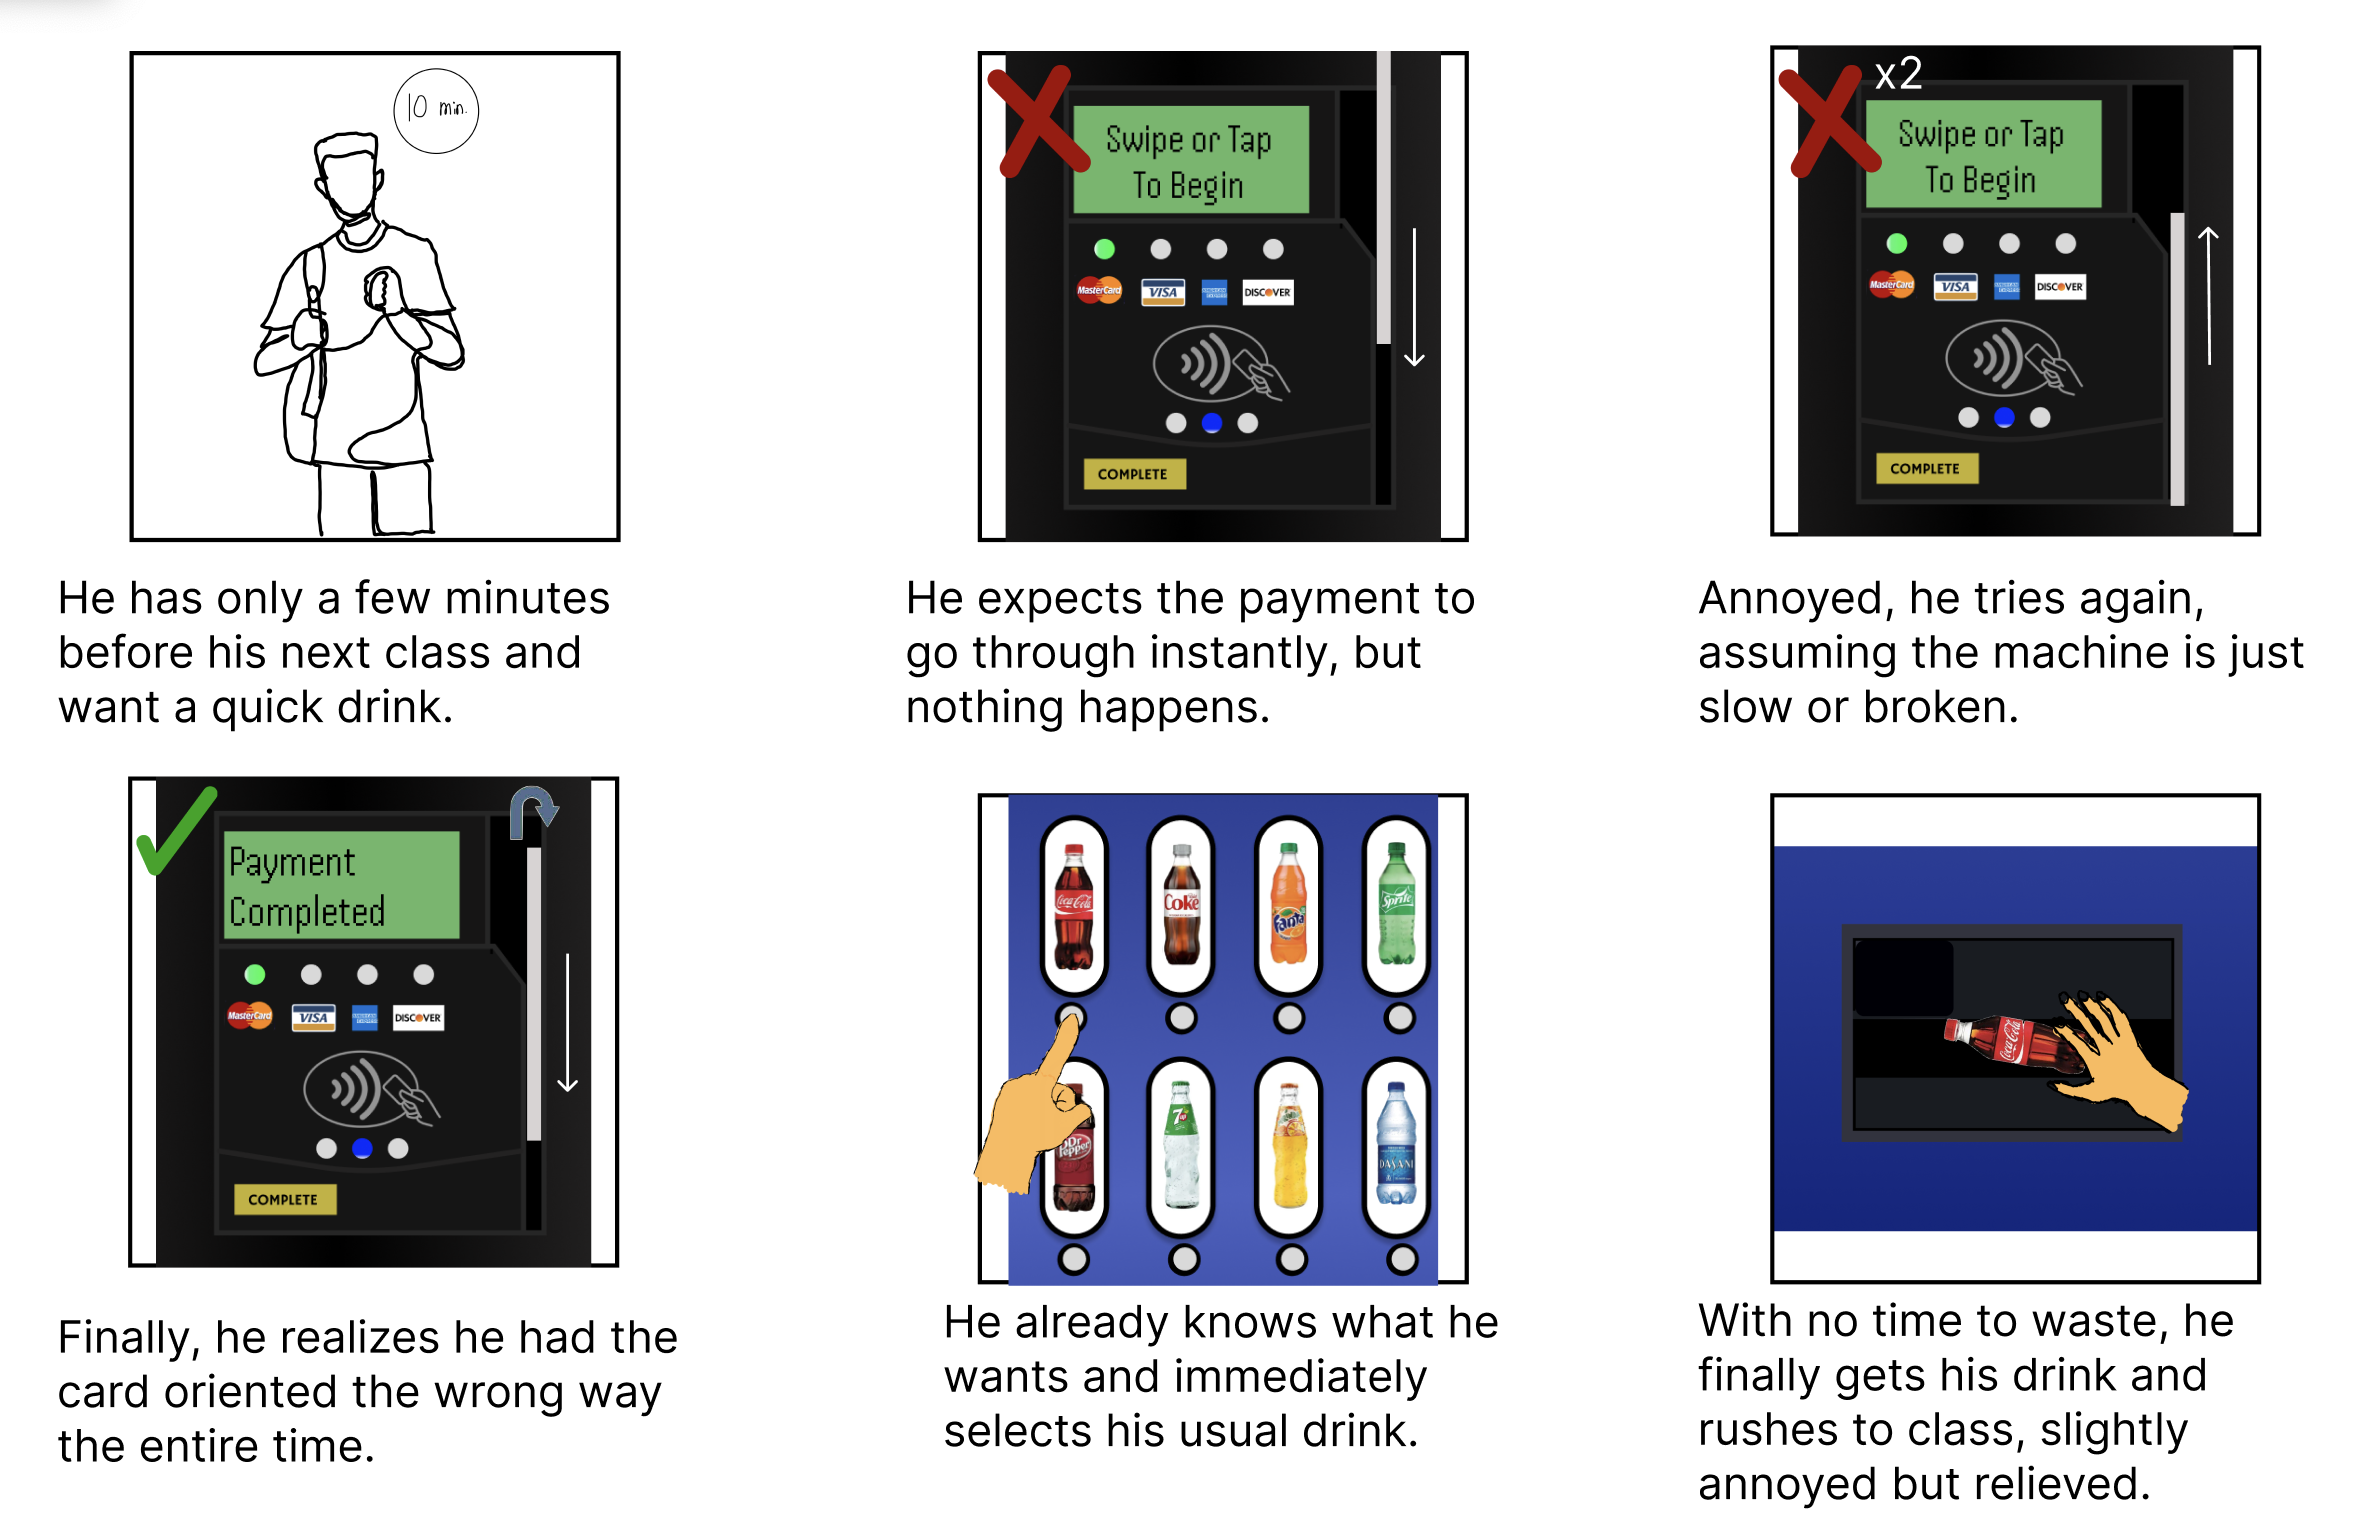 10 min.
He has only a few minutes
before his next class and
want a quick drink.
Swipe or Tap
To Begin
MasterCard VISA AMERICAN EXPRESS DISCOVER
COMPLETE
He expects the payment to
go through instantly, but
nothing happens.
x2
Swipe or Tap
To Begin
MasterCard VISA AMERICAN EXPRESS DISCOVER
COMPLETE
Annoyed, he tries again,
assuming the machine is just
slow or broken.
Payment
Completed
MasterCard VISA AMERICAN EXPRESS DISCOVER
COMPLETE
Finally, he realizes he had the
card oriented the wrong way
the entire time.
Coca-Cola Coke Fanta Sprite
Dr Pepper 7up DASANI
He already knows what he
wants and immediately
selects his usual drink.
Coca-Cola
With no time to waste, he
finally gets his drink and
rushes to class, slightly
annoyed but relieved.